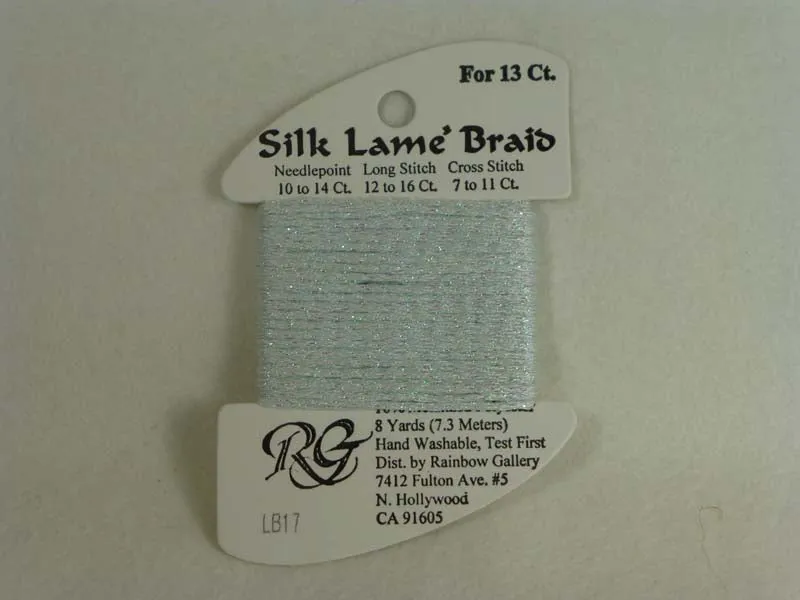 For 13 Ct.
Silk Lamé Braid
Needlepoint Long Stitch Cross Stitch
10 to 14 Ct. 12 to 16 Ct. 7 to 11 Ct.
8 Yards (7.3 Meters)
Hand Washable, Test First
Dist. by Rainbow Gallery
7412 Fulton Ave. #5
N. Hollywood
CA 91605
RG
LB17